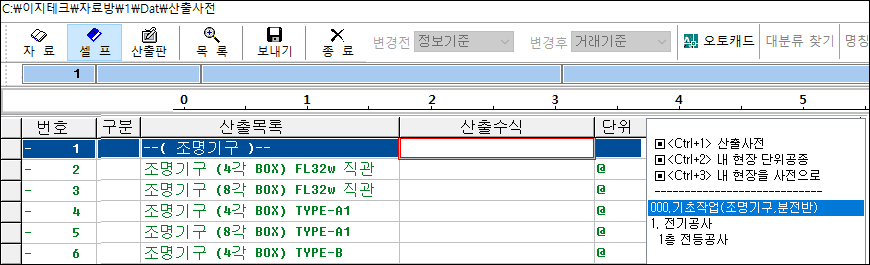 C:₩이지테크₩자료방₩1₩Dat₩산출사전
자 료 셀 프 산출판 목 록 보내기 종 료 변경전 정보기준 변경후 거래기준 오토캐드 대분류 찾기 명칭
1
0 1 2 3 4 5
번호 구분 산출목록 산출수식 단위
- 1 --( 조명기구 )--
- 2 조명기구 (4각 BOX) FL32w 직관 @
- 3 조명기구 (8각 BOX) FL32w 직관 @
- 4 조명기구 (4각 BOX) TYPE-A1 @
- 5 조명기구 (8각 BOX) TYPE-A1 @
- 6 조명기구 (4각 BOX) TYPE-B @
▣<Ctrl+1> 산출사전
▣<Ctrl+2> 내 현장 단위공종
▣<Ctrl+3> 내 현장을 사전으로
----------------------------
000.기초작업(조명기구,분전반)
1. 전기공사
1층 전등공사